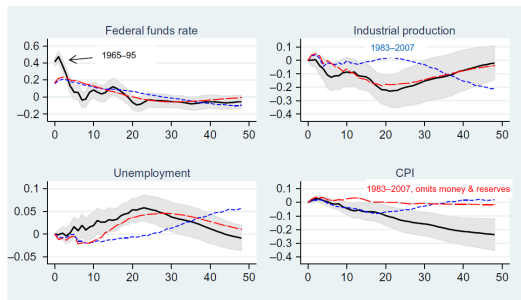 Federal funds rate
0.6
0.4
0.2
0
−0.2
1965–95
0 10 20 30 40 50
Industrial production
0.1
0
−0.1
−0.2
−0.3
−0.4
1983–2007
0 10 20 30 40 50
Unemployment
0.1
0.05
0
−0.05
0 10 20 30 40 50
CPI
0.1
0
−0.1
−0.2
−0.3
−0.4
1983–2007, omits money & reserves
0 10 20 30 40 50